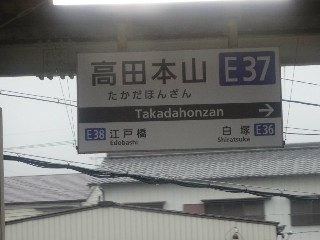 高田本山 E37
たかだほんざん
Takadahonzan →
E38 江戸橋 白塚 E36
Edobashi Shiratsuka